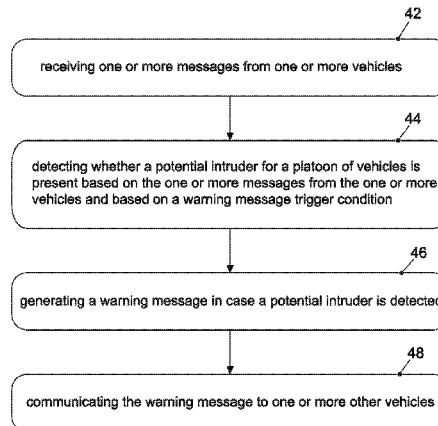 42
receiving one or more messages from one or more vehicles
44
detecting whether a potential intruder for a platoon of vehicles is
present based on the one or more messages from the one or more
vehicles and based on a warning message trigger condition
46
generating a warning message in case a potential intruder is detected
48
communicating the warning message to one or more other vehicles